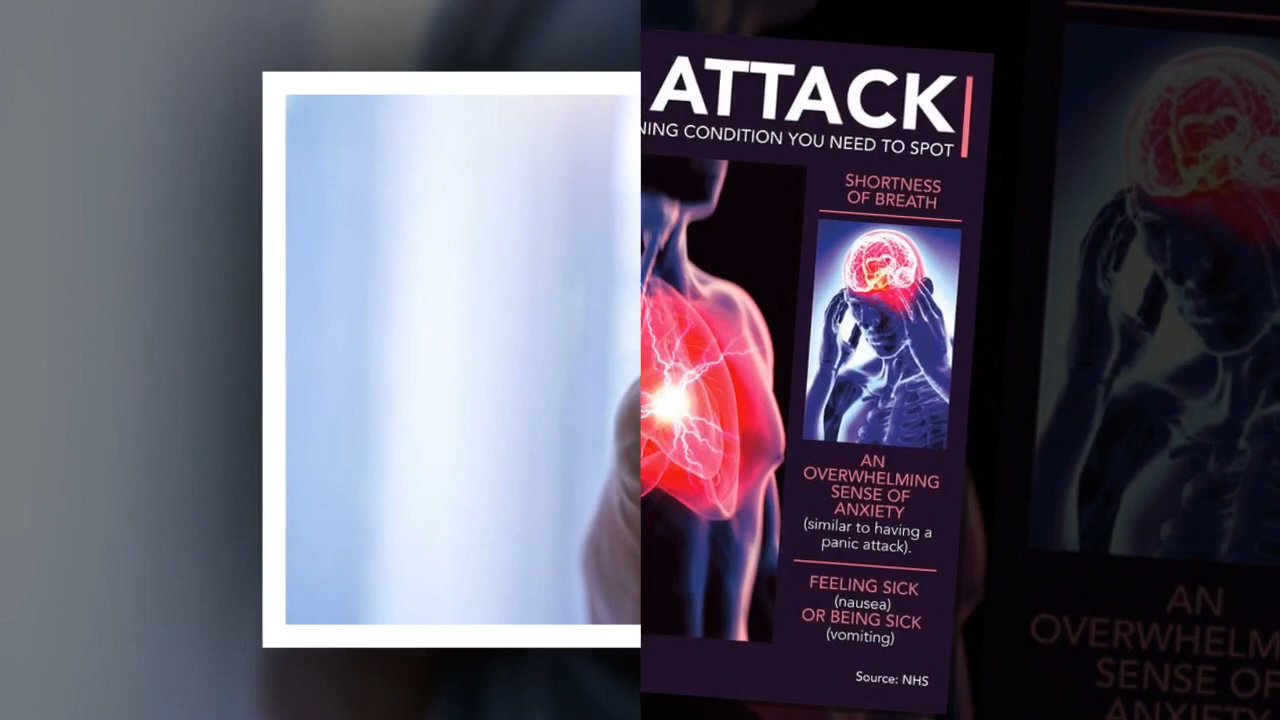 ATTACK
NING CONDITION YOU NEED TO SPOT
SHORTNESS
OF BREATH
AN
OVERWHELMING
SENSE OF
ANXIETY
(similar to having a
panic attack).
FEELING SICK
(nausea)
OR BEING SICK
(vomiting)
Source: NHS
AN
OVERWHELM
SENSE OF
ANXIETY